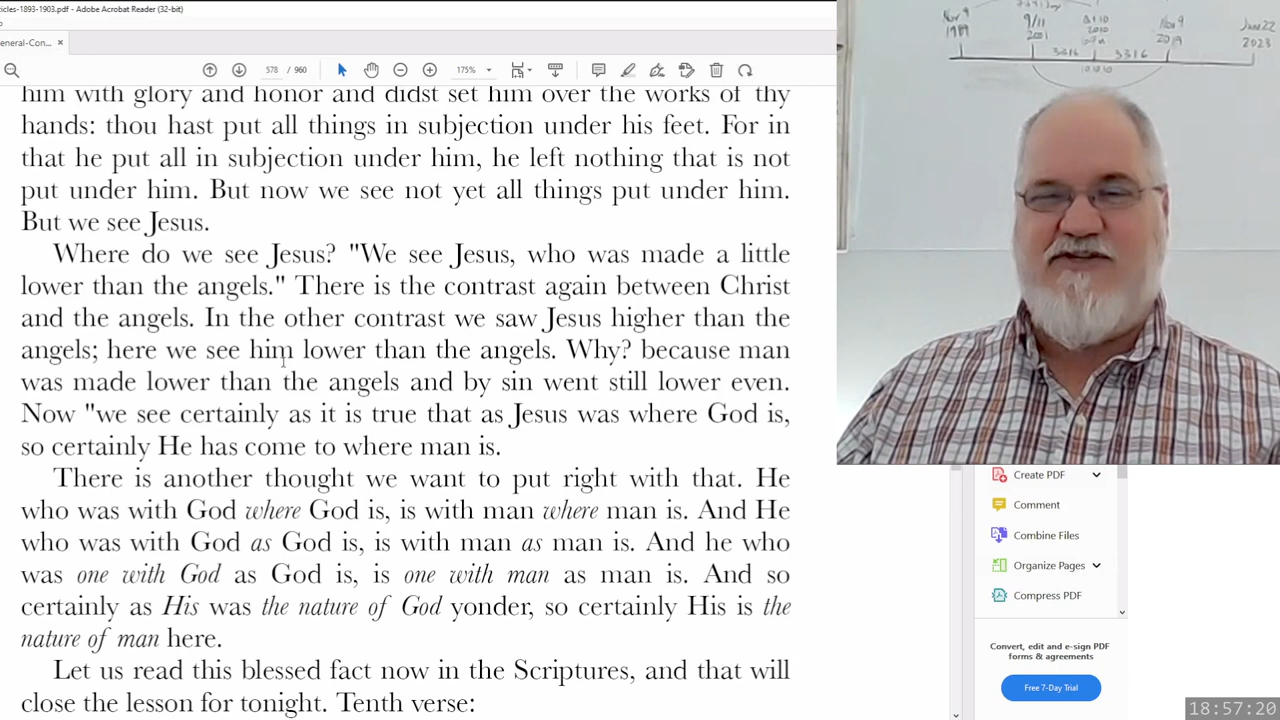 icles-1893-1903.pdf - Adobe Acrobat Reader (32-bit)
eneral-Con... ×
578 / 960
175%
him with glory and honor and didst set him over the works of thy
hands: thou hast put all things in subjection under his feet. For in
that he put all in subjection under him, he left nothing that is not
put under him. But now we see not yet all things put under him.
But we see Jesus.
Where do we see Jesus? "We see Jesus, who was made a little
lower than the angels." There is the contrast again between Christ
and the angels. In the other contrast we saw Jesus higher than the
angels; here we see him lower than the angels. Why? because man
was made lower than the angels and by sin went still lower even.
Now "we see certainly as it is true that as Jesus was where God is,
so certainly He has come to where man is.
There is another thought we want to put right with that. He
who was with God where God is, is with man where man is. And He
who was with God as God is, is with man as man is. And he who
was one with God as God is, is one with man as man is. And so
certainly as His was the nature of God yonder, so certainly His is the
nature of man here.
Let us read this blessed fact now in the Scriptures, and that will
close the lesson for tonight. Tenth verse:
Nov 9 9/11 Nov 9 June 22
1989 2001 2010 2019 2023
3316 3316
Create PDF
Comment
Combine Files
Organize Pages
Compress PDF
Convert, edit and e-sign PDF
forms & agreements
Free 7-Day Trial
18:57:20